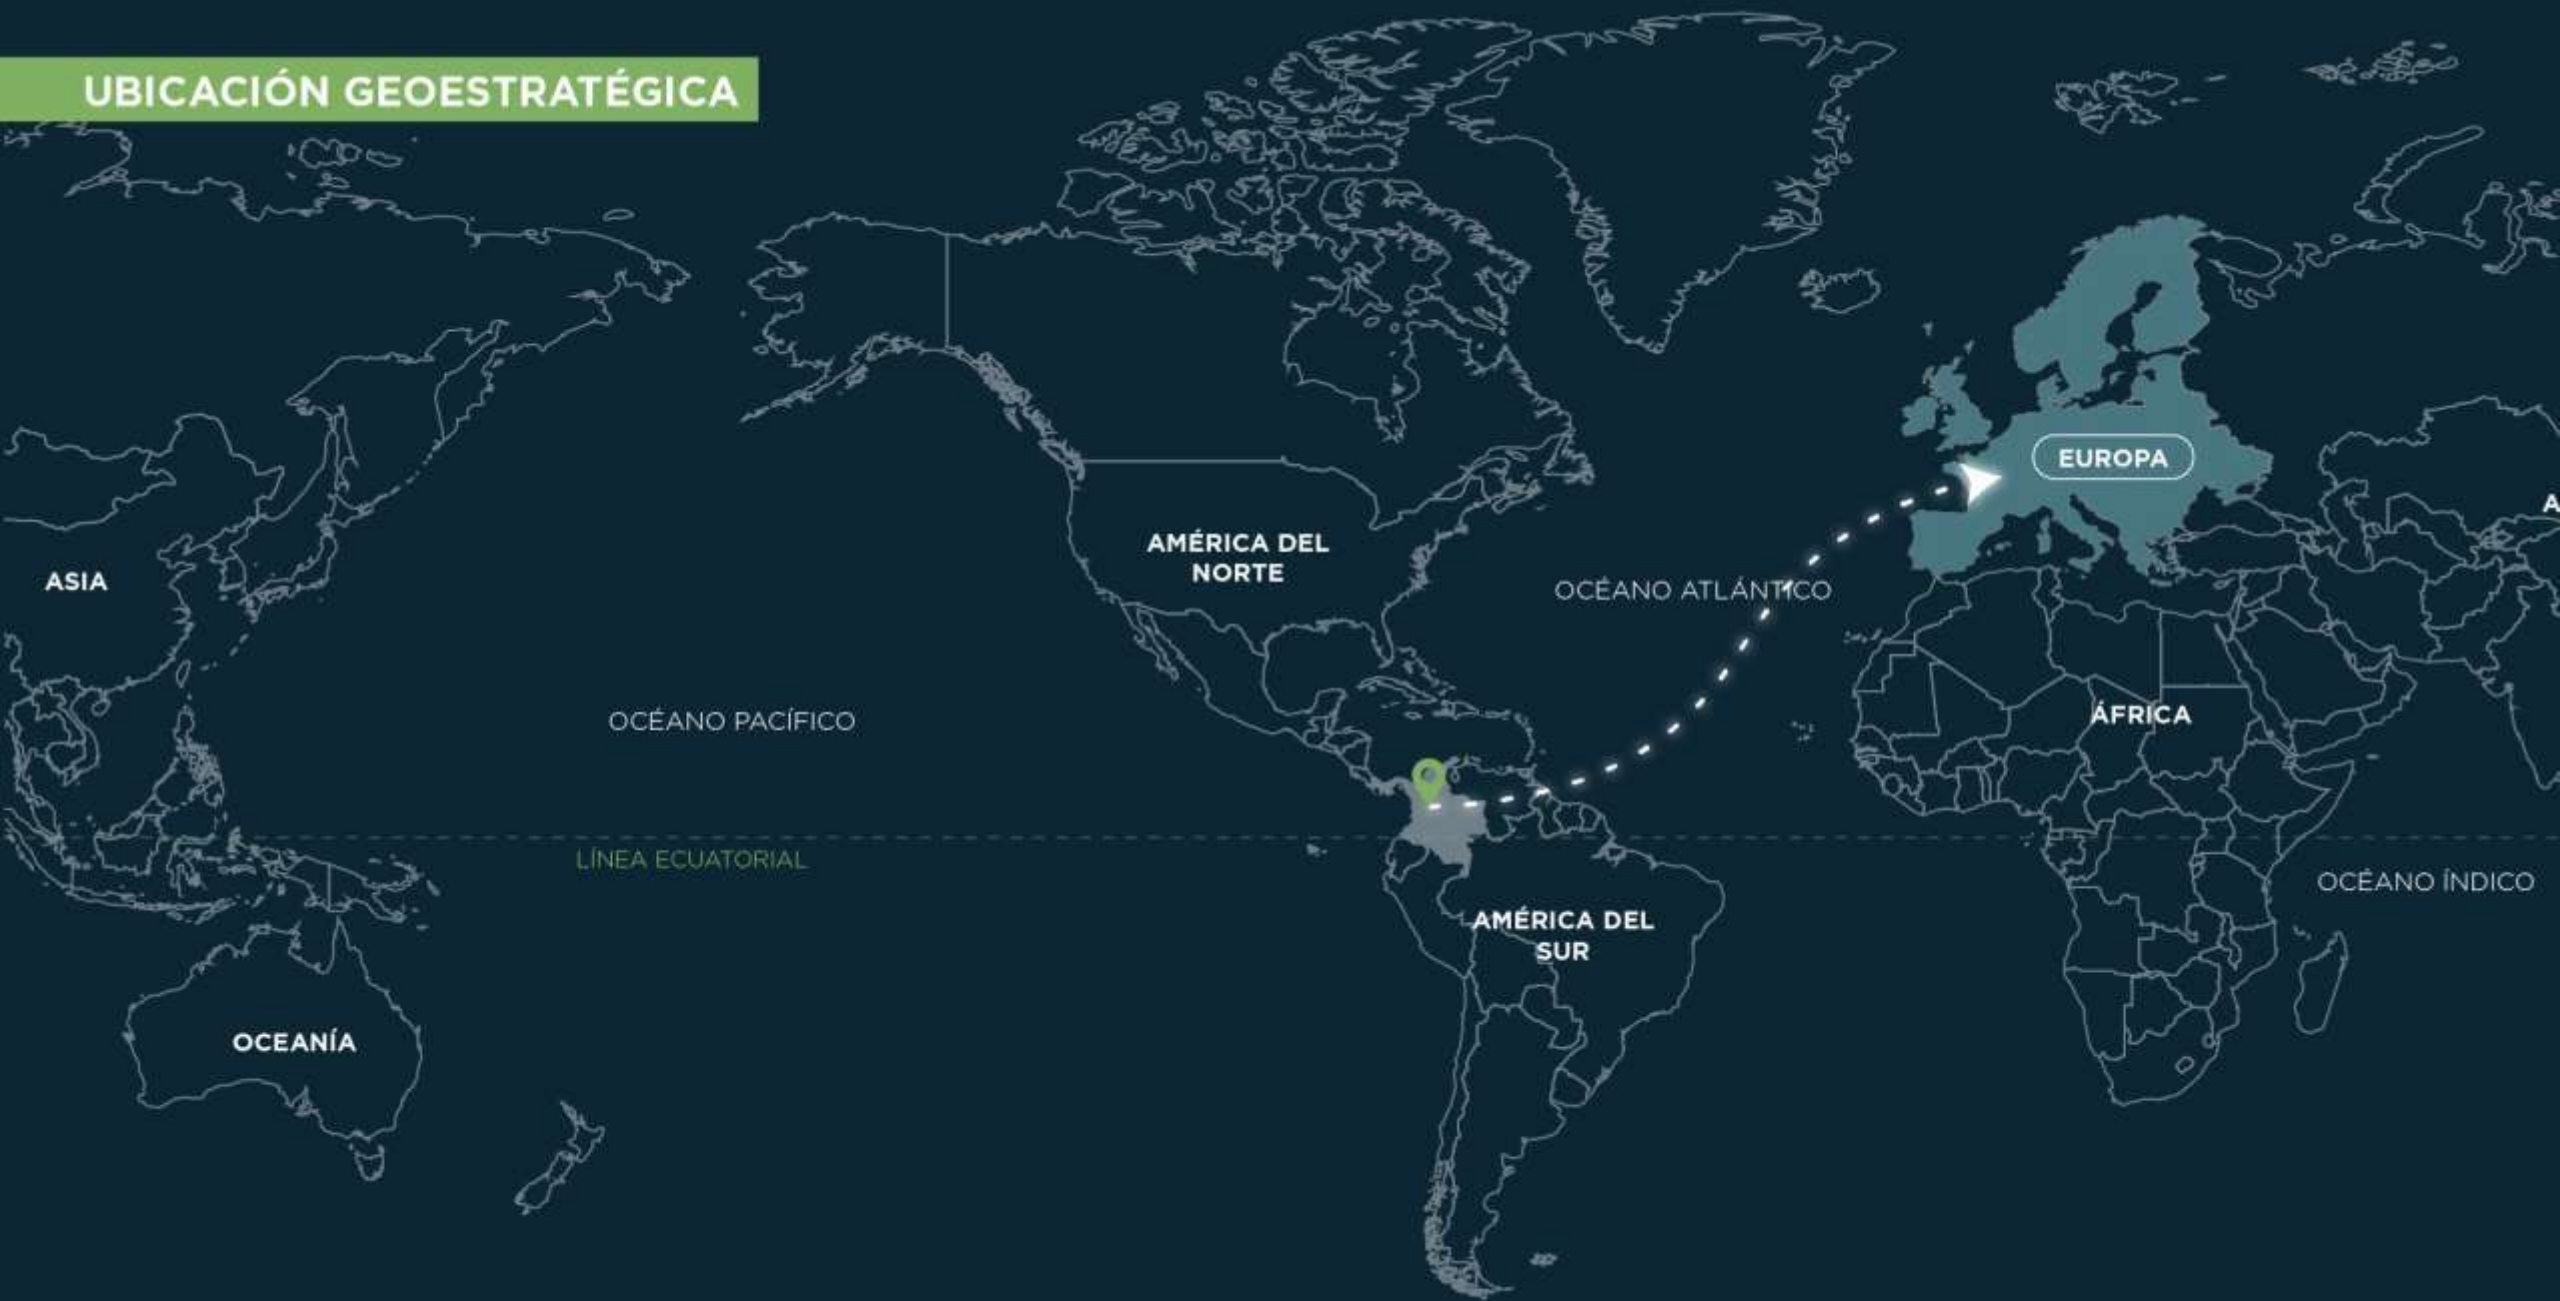 UBICACIÓN GEOESTRATÉGICA
EUROPA
AMÉRICA DEL
NORTE
ASIA
OCÉANO ATLÁNTICO
OCÉANO PACÍFICO
ÁFRICA
LÍNEA ECUATORIAL
OCÉANO ÍNDICO
AMÉRICA DEL
SUR
OCEANÍA